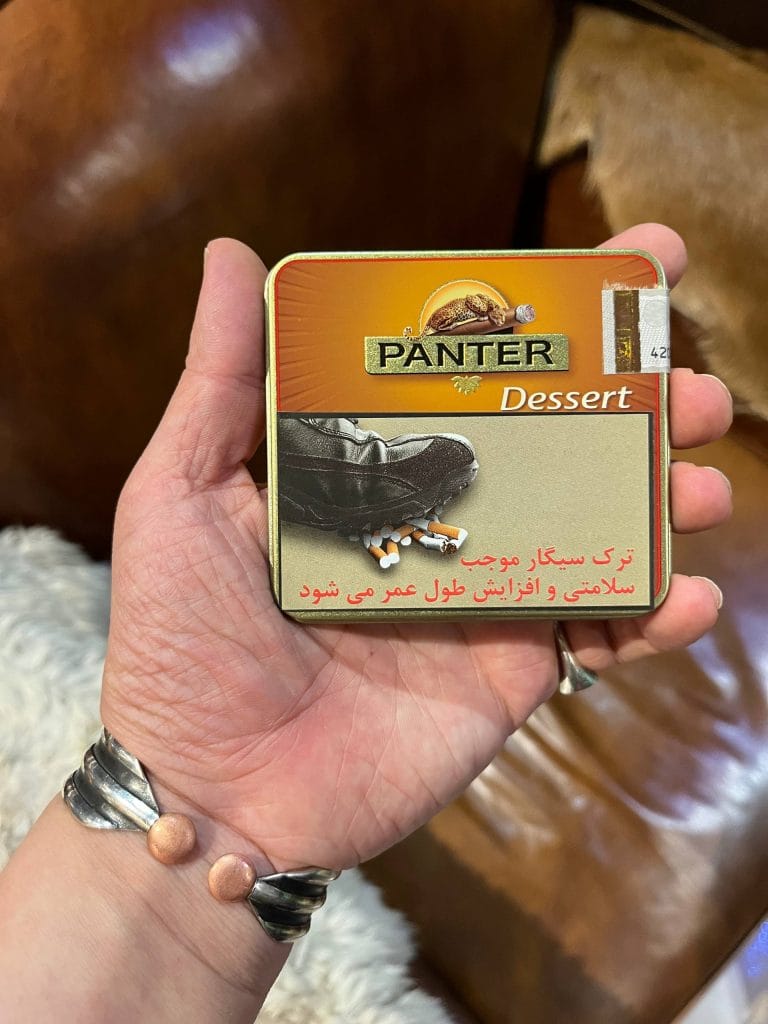 PANTER
Dessert
ترک سیگار موجب
سلامتی و افزایش طول عمر می شود